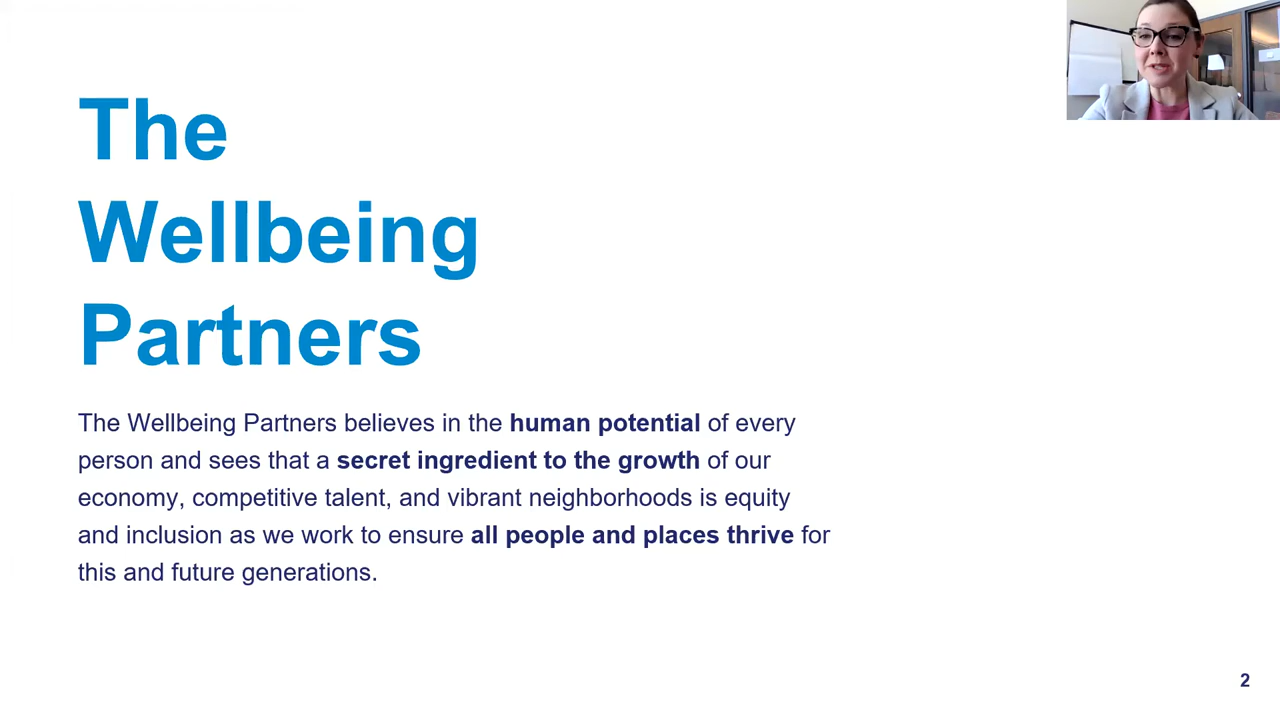 The
Wellbeing
Partners
The Wellbeing Partners believes in the human potential of every
person and sees that a secret ingredient to the growth of our
economy, competitive talent, and vibrant neighborhoods is equity
and inclusion as we work to ensure all people and places thrive for
this and future generations.
2